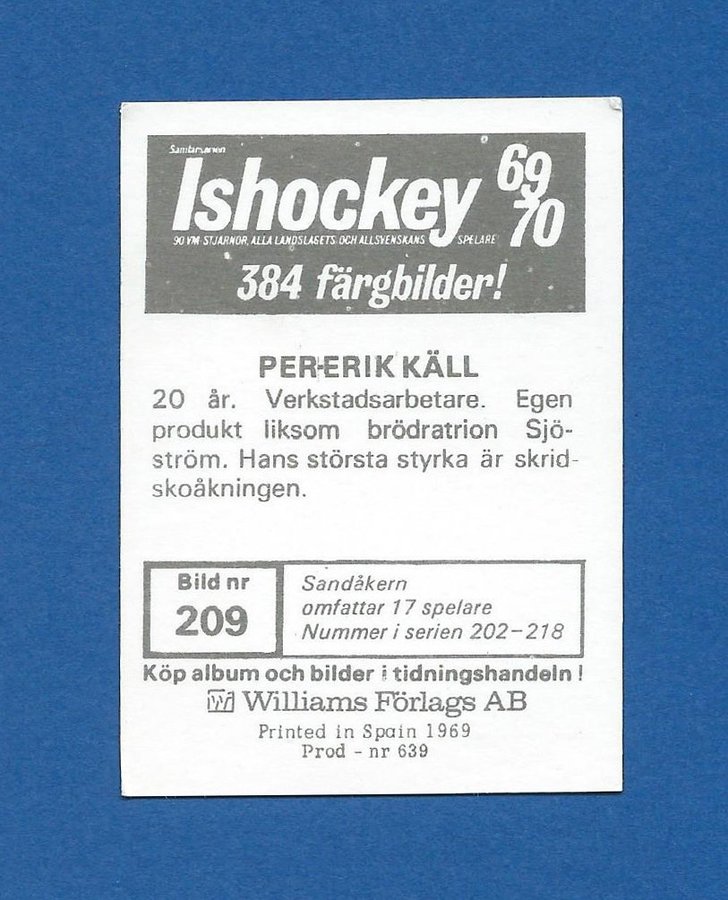 Samlarserien
Ishockey 69
70
90 VM STJÄRNOR, ALLA LANDSLAGETS OCH ALLSVENSKANS SPELARE
384 färgbilder!
PER-ERIK KÄLL
20 år. Verkstadsarbetare. Egen
produkt liksom brödratrion Sjö-
ström. Hans största styrka är skrid-
skoåkningen.
Bild nr
209
Sandåkern
omfattar 17 spelare
Nummer i serien 202-218
Köp album och bilder i tidningshandeln!
Williams Förlags AB
Printed in Spain 1969
Prod - nr 639